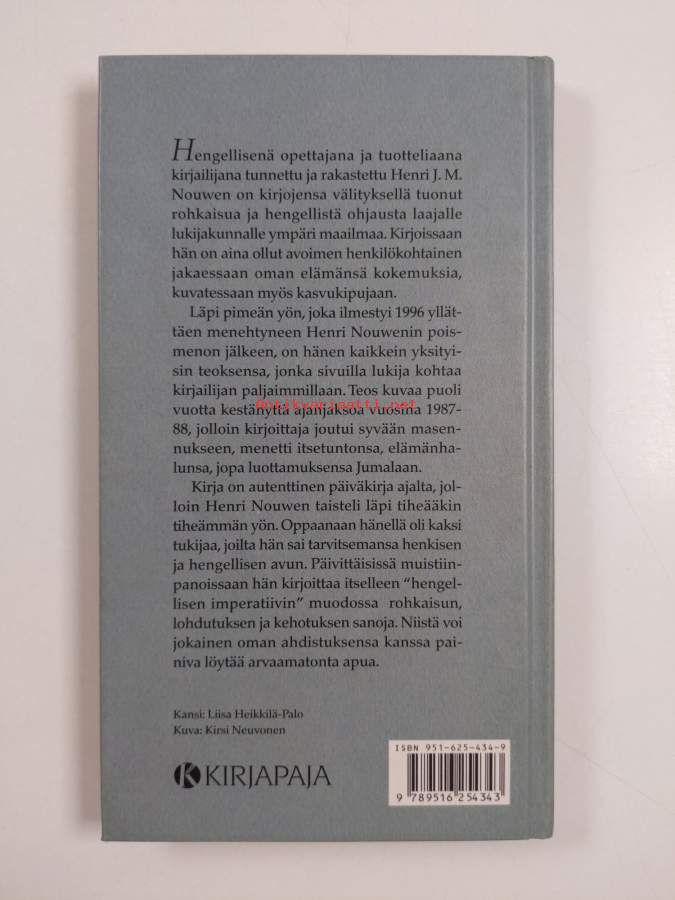 Hengellisenä opettajana ja tuotteliaana
kirjailijana tunnettu ja rakastettu Henri J. M.
Nouwen on kirjojensa välityksellä tuonut
rohkaisua ja hengellistä ohjausta laajalle
lukijakunnalle ympäri maailmaa. Kirjoissaan
hän on aina ollut avoimen henkilökohtainen
jakaessaan oman elämänsä kokemuksia,
kuvatessaan myös kasvukipujaan.
Läpi pimeän yön, joka ilmestyi 1996 yllät-
täen menehtyneen Henri Nouwenin pois-
menon jälkeen, on hänen kaikkein yksityi-
sin teoksensa, jonka sivuilla lukija kohtaa
kirjailijan paljaimmillaan. Teos kuvaa puoli
Antikvariaatti.net
vuotta kestänyttä ajanjaksoa vuosina 1987-
88, jolloin kirjoittaja joutui syvään masen-
nukseen, menetti itsetuntonsa, elämänha-
lunsa, jopa luottamuksensa Jumalaan.
Kirja on autenttinen päiväkirja ajalta, jol-
loin Henri Nouwen taisteli läpi tiheääkin
tiheämmän yön. Oppaanaan hänellä oli kaksi
tukijaa, joilta hän sai tarvitsemansa henkisen
ja hengellisen avun. Päivittäisissä muistiin-
panoissaan hän kirjoittaa itselleen "hengel-
lisen imperatiivin" muodossa rohkaisun,
lohdutuksen ja kehotuksen sanoja. Niistä voi
jokainen oman ahdistuksensa kanssa pai-
niva löytää arvaamatonta apua.
Kansi: Liisa Heikkilä-Palo
Kuva: Kirsi Neuvonen
KIRJAPAJA
ISBN 951-625-434-9
9 789516 254343